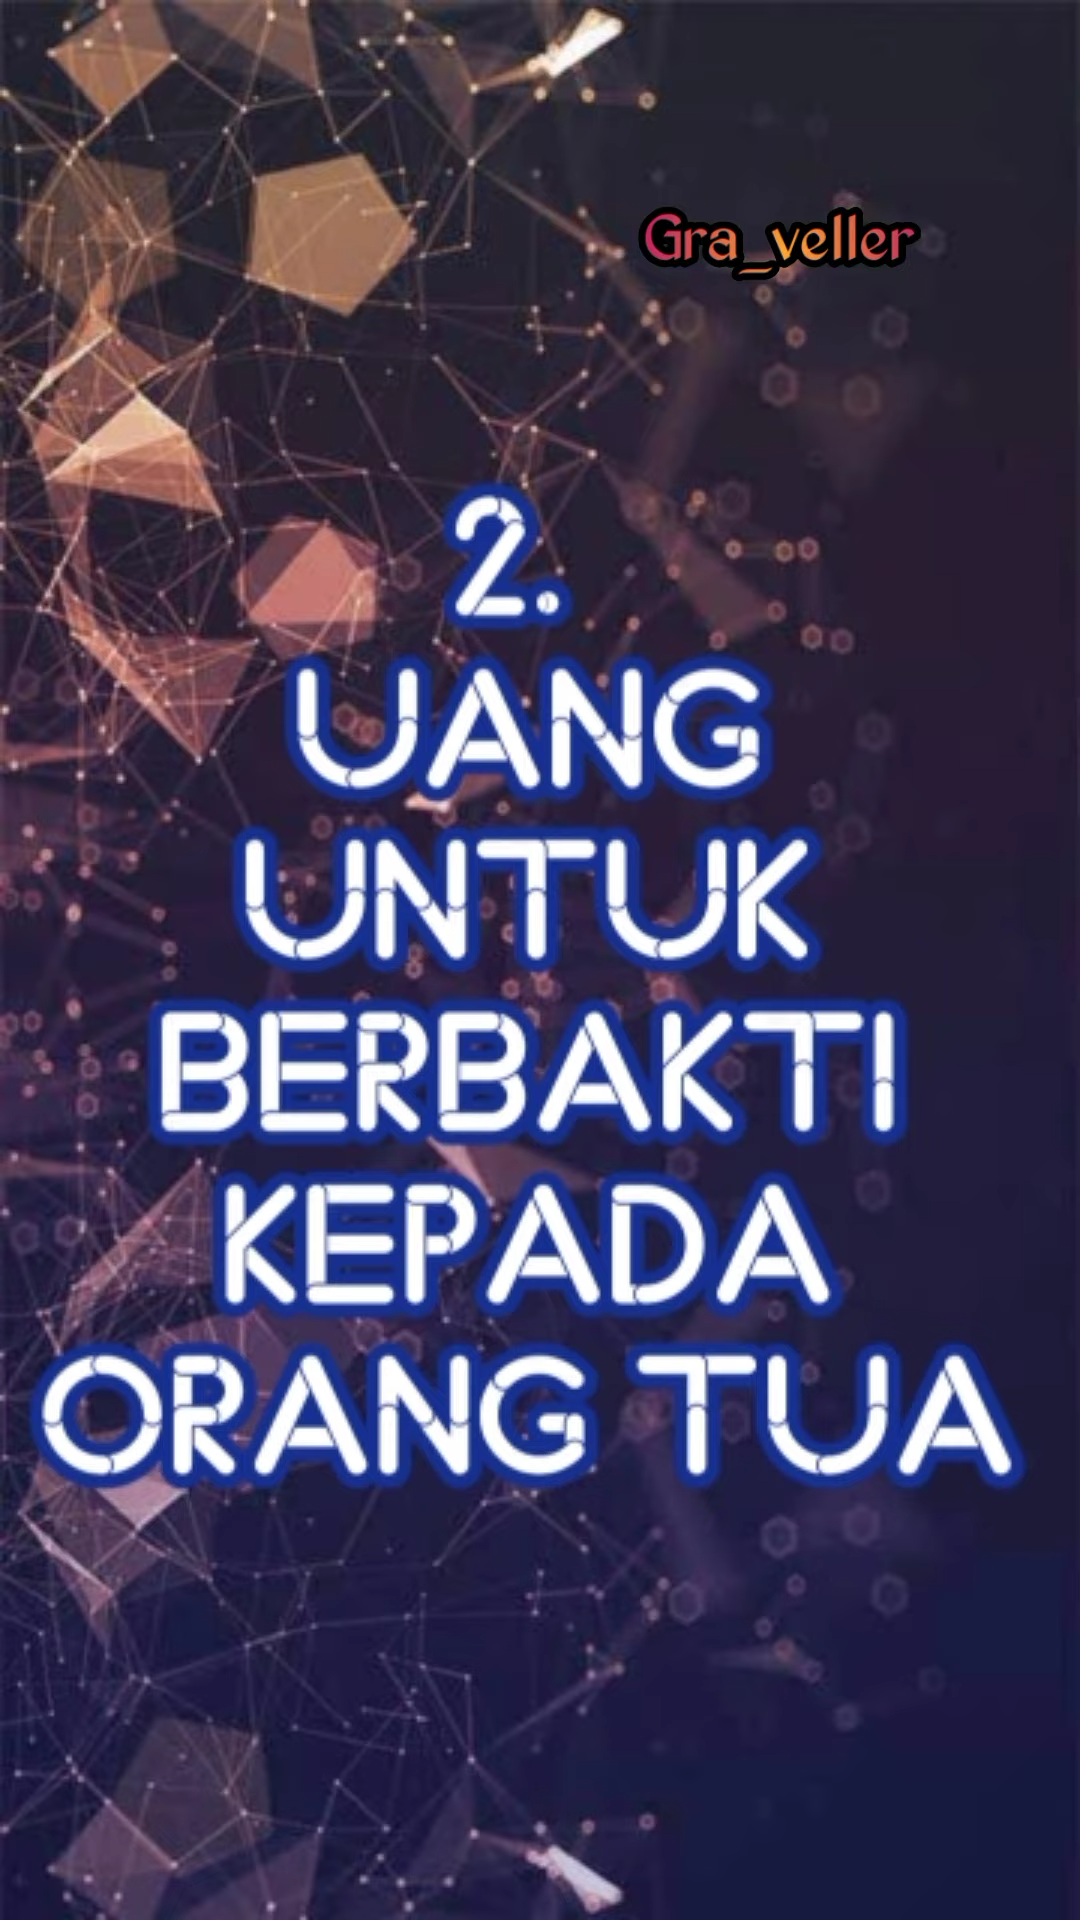 Gra_veller
2.
UANG
UNTUK
BERBAKTI
KEPADA
ORANG TUA